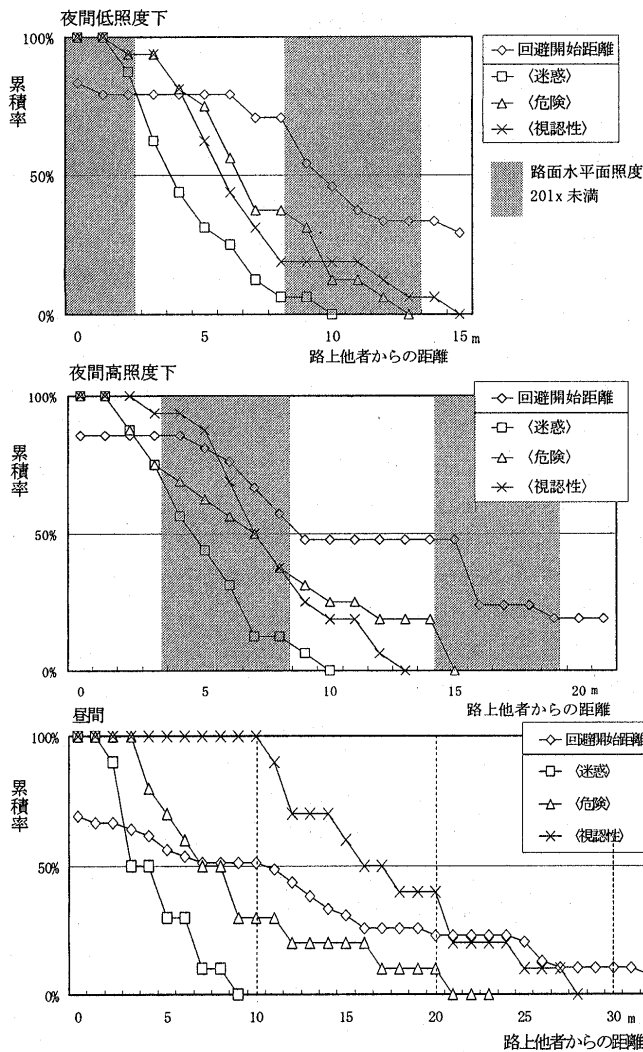 夜間低照度下
100%
累積率
50%
0%
0 5 10 15 m
路上他者からの距離
回避開始距離
〈迷惑〉
〈危険〉
〈視認性〉
路面水平面照度
20lx 未満
夜間高照度下
100%
累積率
50%
0%
0 5 10 15 20 m
路上他者からの距離
回避開始距離
〈迷惑〉
〈危険〉
〈視認性〉
昼間
100%
累積率
50%
0%
0 5 10 15 20 25 30 m
路上他者からの距離
回避開始距離
〈迷惑〉
〈危険〉
〈視認性〉